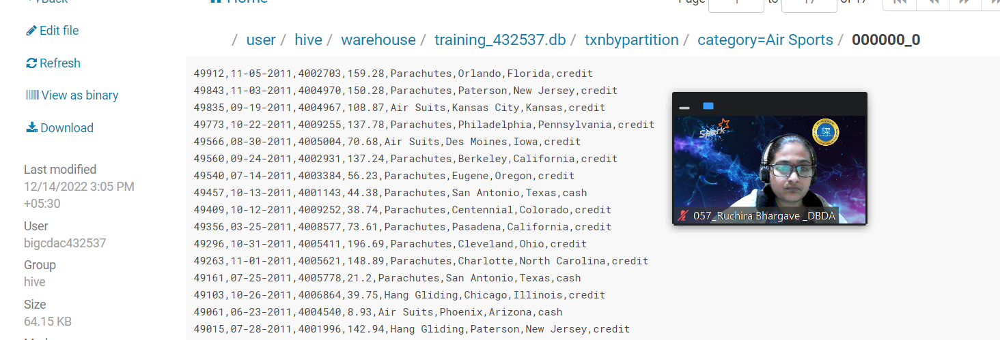 Back
Home
Page 1 to 17 of 17
Edit file
/ user / hive / warehouse / training_432537.db / txnbypartition / category=Air Sports / 000000_0
Refresh
View as binary
Download
Last modified
12/14/2022 3:05 PM
+05:30
User
bigcdac432537
Group
hive
Size
64.15 KB
49912,11-05-2011,4002703,159.28,Parachutes,Orlando,Florida,credit
49843,11-03-2011,4004970,150.28,Parachutes,Paterson,New Jersey,credit
49835,09-19-2011,4004967,108.87,Air Suits,Kansas City,Kansas,credit
49773,10-22-2011,4009255,137.78,Parachutes,Philadelphia,Pennsylvania,credit
49566,08-30-2011,4005004,70.68,Air Suits,Des Moines,Iowa,credit
49560,09-24-2011,4002931,137.24,Parachutes,Berkeley,California,credit
49540,07-14-2011,4003384,56.23,Parachutes,Eugene,Oregon,credit
49457,10-13-2011,4001143,44.38,Parachutes,San Antonio,Texas,cash
49409,10-12-2011,4009252,38.74,Parachutes,Centennial,Colorado,credit
49356,03-25-2011,4008577,73.61,Parachutes,Pasadena,California,credit
49296,10-31-2011,4005411,196.69,Parachutes,Cleveland,Ohio,credit
49263,11-01-2011,4005621,148.89,Parachutes,Charlotte,North Carolina,credit
49161,07-25-2011,4005778,21.2,Parachutes,San Antonio,Texas,cash
49103,10-26-2011,4006864,39.75,Hang Gliding,Chicago,Illinois,credit
49061,06-23-2011,4004540,8.93,Air Suits,Phoenix,Arizona,cash
49015,07-28-2011,4001996,142.94,Hang Gliding,Paterson,New Jersey,credit
Spark
057_Ruchira Bhargave _DBDA